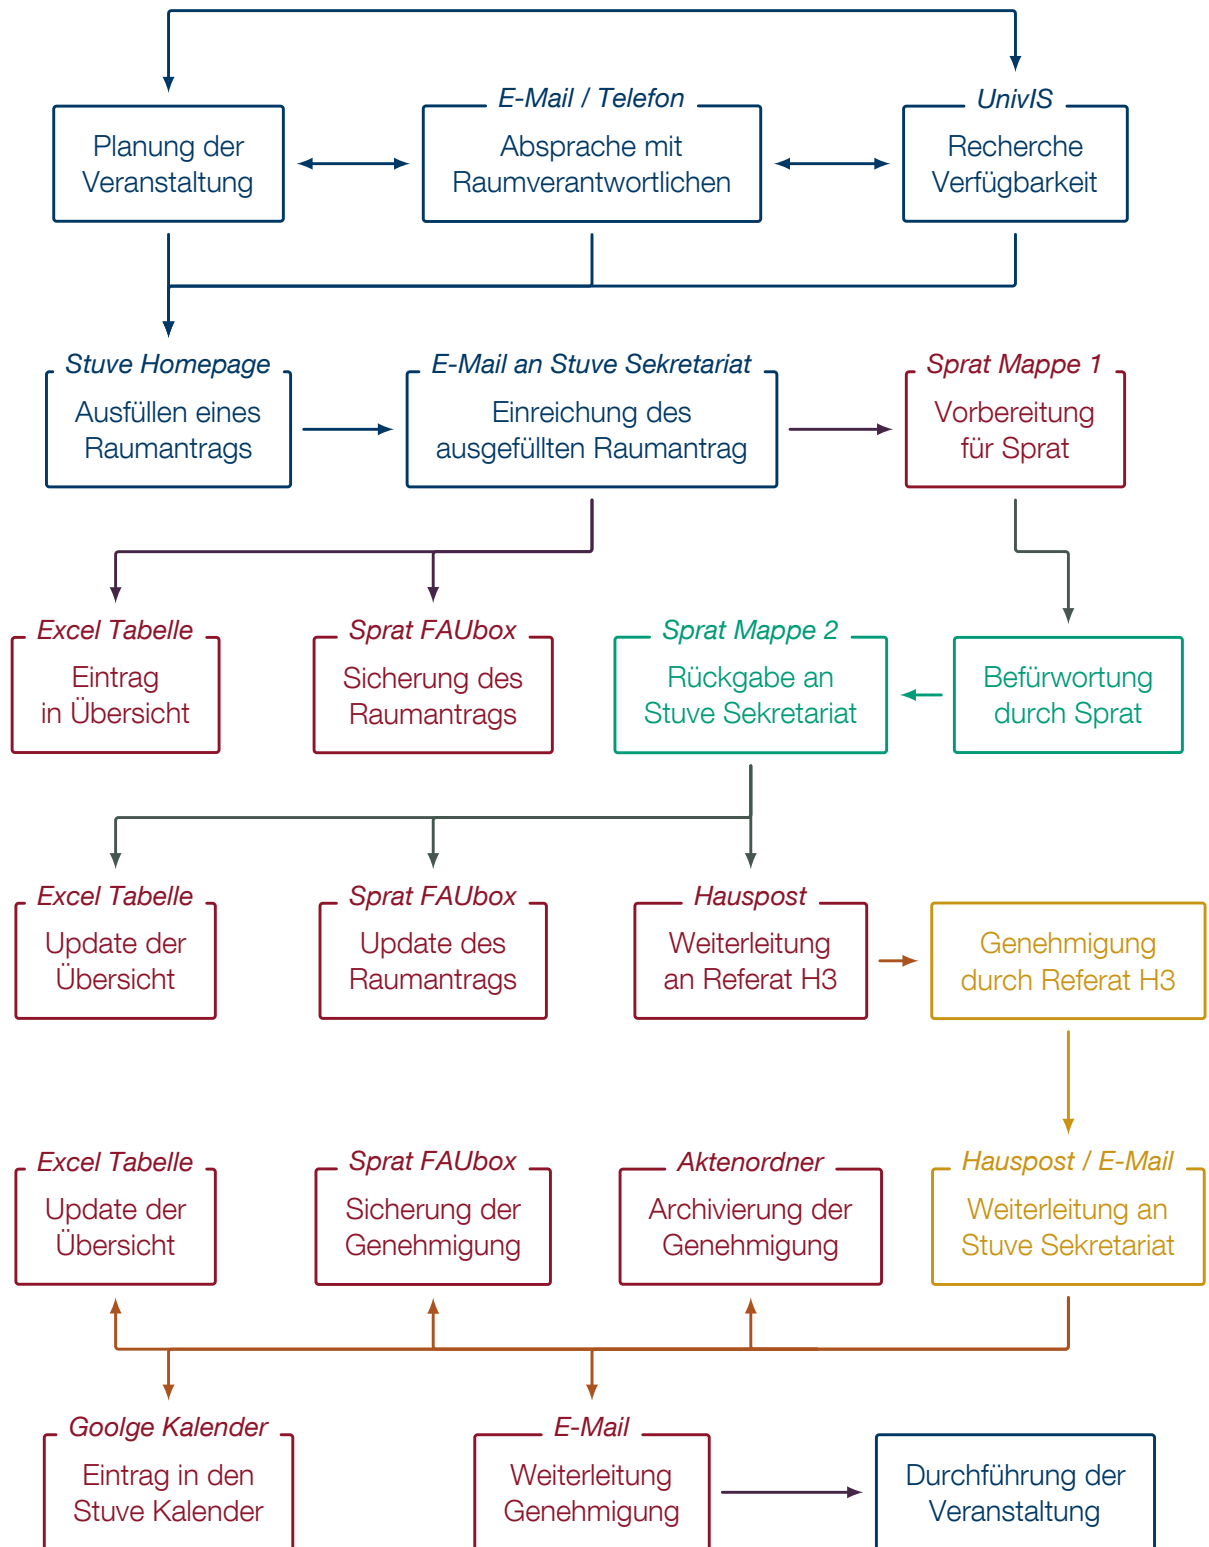 Planung der
Veranstaltung
E-Mail / Telefon
Absprache mit
Raumverantwortlichen
UnivIS
Recherche
Verfügbarkeit
Stuve Homepage
Ausfüllen eines
Raumantrags
E-Mail an Stuve Sekretariat
Einreichung des
ausgefüllten Raumantrag
Sprat Mappe 1
Vorbereitung
für Sprat
Excel Tabelle
Eintrag
in Übersicht
Sprat FAUbox
Sicherung des
Raumantrags
Sprat Mappe 2
Rückgabe an
Stuve Sekretariat
Befürwortung
durch Sprat
Excel Tabelle
Update der
Übersicht
Sprat FAUbox
Update des
Raumantrags
Hauspost
Weiterleitung
an Referat H3
Genehmigung
durch Referat H3
Excel Tabelle
Update der
Übersicht
Sprat FAUbox
Sicherung der
Genehmigung
Aktenordner
Archivierung der
Genehmigung
Hauspost / E-Mail
Weiterleitung an
Stuve Sekretariat
Goolge Kalender
Eintrag in den
Stuve Kalender
E-Mail
Weiterleitung
Genehmigung
Durchführung der
Veranstaltung